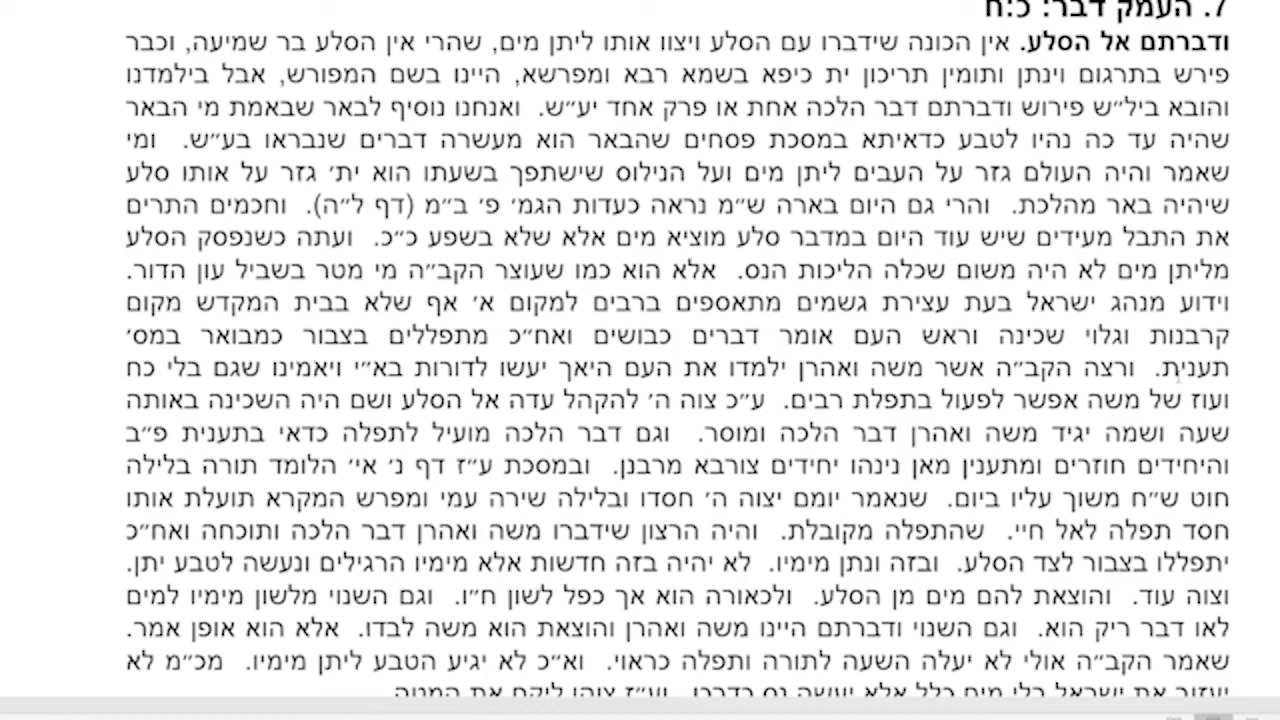 7. העמק דבר: כ:ח
ודברתם אל הסלע. אין הכונה שידברו עם הסלע ויצוו אותו ליתן מים, שהרי אין הסלע בר שמיעה, וכבר
פירש בתרגום וינתן ותומין תריכון ית כיפא בשמא רבא ומפרשא, היינו בשם המפורש, אבל בילמדנו
והובא ביל״ש פירוש ודברתם דבר הלכה אחת או פרק אחד יע״ש. ואנחנו נוסיף לבאר שבאמת מי הבאר
שהיה עד כה נהיו לטבע כדאיתא במסכת פסחים שהבאר הוא מעשרה דברים שנבראו בע״ש. ומי
שאמר והיה העולם גזר על העבים ליתן מים ועל הנילוס שישתפך בשעתו הוא ית׳ גזר על אותו סלע
שיהיה באר מהלכת. והרי גם היום בארה ש״מ נראה כעדות הגמ׳ פ׳ ב״מ (דף ל״ה). וחכמים התרים
את התבל מעידים שיש עוד היום במדבר סלע מוציא מים אלא שלא בשפע כ״כ. ועתה כשנפסק הסלע
מליתן מים לא היה משום שכלה הליכות הנס. אלא הוא כמו שעוצר הקב״ה מי מטר בשביל עון הדור.
וידוע מנהג ישראל בעת עצירת גשמים מתאספים ברבים למקום א׳ אף שלא בבית המקדש מקום
קרבנות וגלוי שכינה וראש העם אומר דברים כבושים ואח״כ מתפללים בצבור כמבואר במס׳
תענית. ורצה הקב״ה אשר משה ואהרן ילמדו את העם היאך יעשו לדורות בא״י ויאמינו שגם בלי כח
ועוז של משה אפשר לפעול בתפלת רבים. ע״כ צוה ה׳ להקהל עדה אל הסלע ושם היה השכינה באותה
שעה ושמה יגיד משה ואהרן דבר הלכה ומוסר. וגם דבר הלכה מועיל לתפלה כדאי בתענית פ״ב
והיחידים חוזרים ומתענין מאן נינהו יחידים צורבא מרבנן. ובמסכת ע״ז דף נ׳ אי׳ הלומד תורה בלילה
חוט ש״ח משוך עליו ביום. שנאמר יומם יצוה ה׳ חסדו ובלילה שירה עמי ומפרש המקרא תועלת אותו
חסד תפלה לאל חיי. שהתפלה מקובלת. והיה הרצון שידברו משה ואהרן דבר הלכה ותוכחה ואח״כ
יתפללו בצבור לצד הסלע. ובזה ונתן מימיו. לא יהיה בזה חדשות אלא מימיו הרגילים ונעשה לטבע יתן.
וצוה עוד. והוצאת להם מים מן הסלע. ולכאורה הוא אך כפל לשון ח״ו. וגם השנוי מלשון מימיו למים
לאו דבר ריק הוא. וגם השנוי ודברתם היינו משה ואהרן והוצאת הוא משה לבדו. אלא הוא אופן אמר.
שאמר הקב״ה אולי לא יעלה השעה לתורה ותפלה כראוי. וא״כ לא יגיע הטבע ליתן מימיו. מכ״מ לא
יעזוב את ישראל בלי מים כלל אלא יעשה נס כדרכו. וע״ז צוהו ליקח את המטה